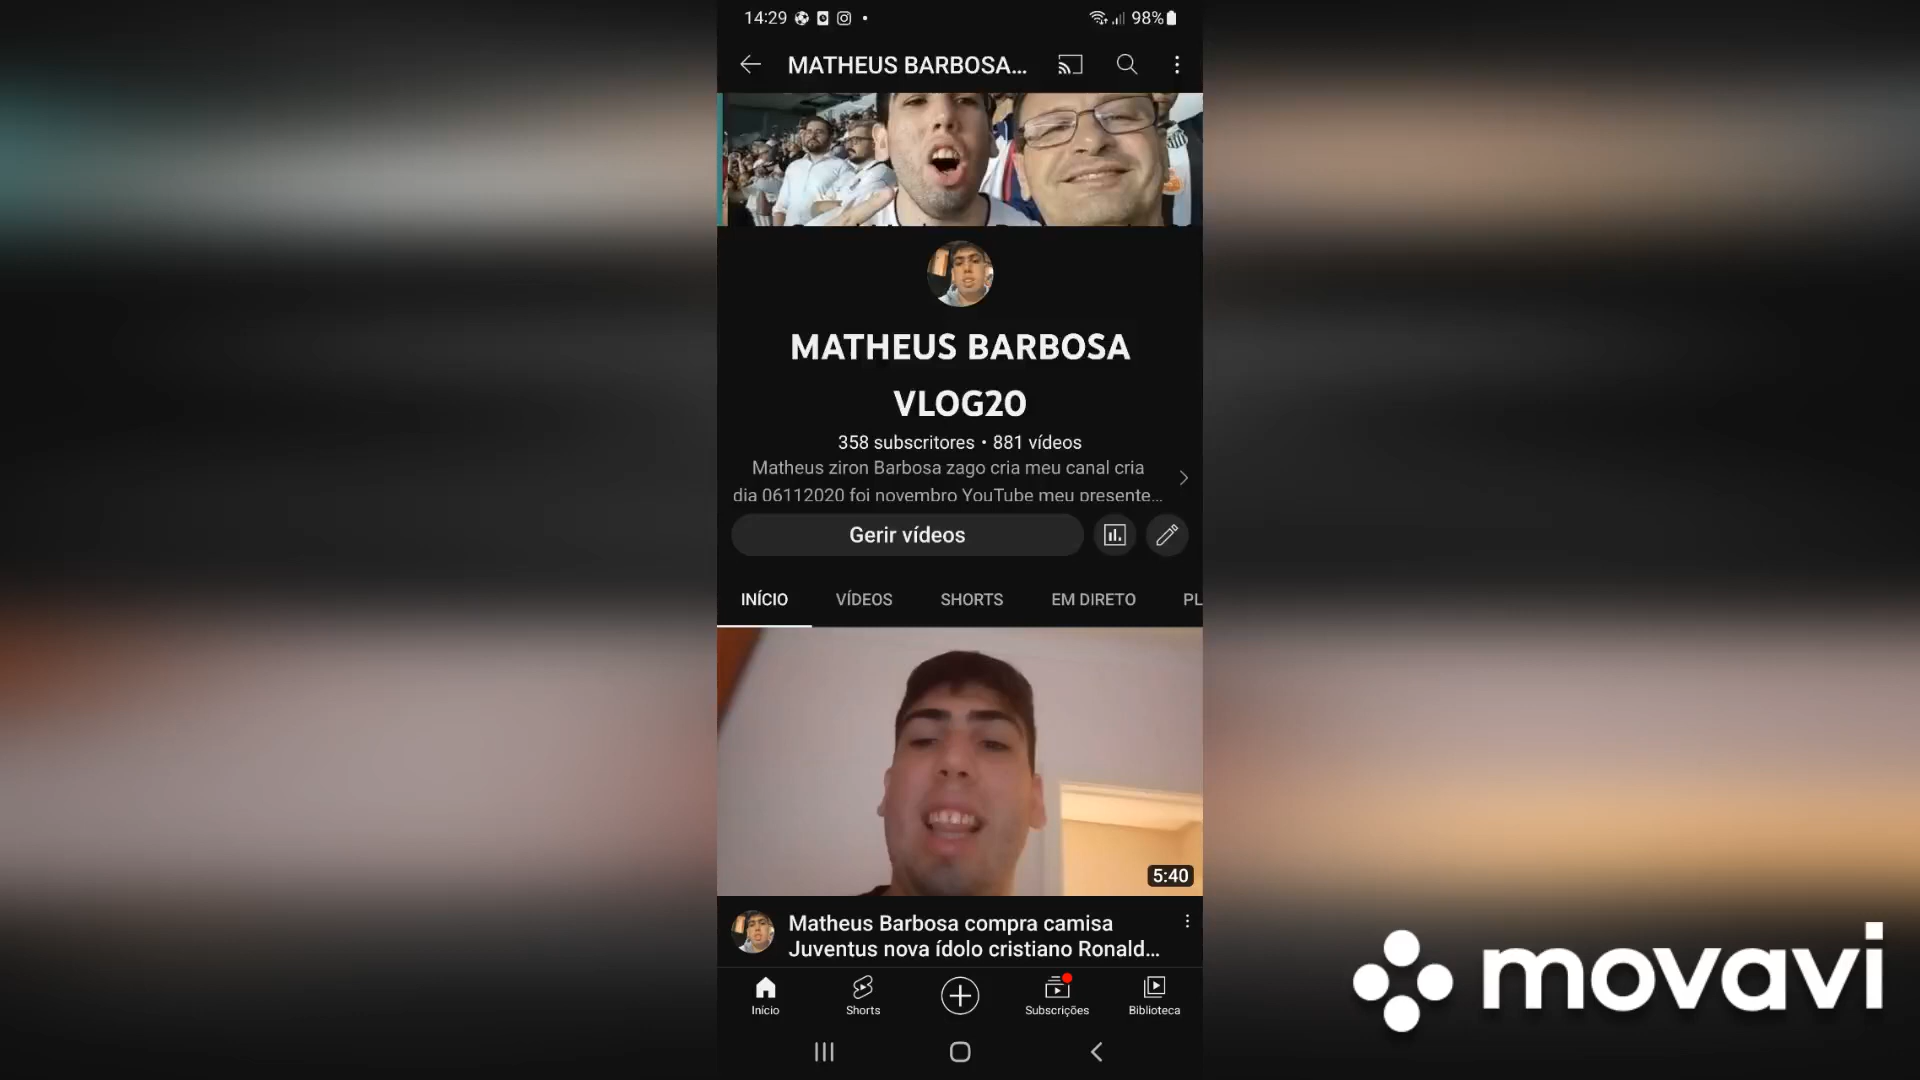 14:29
98%
MATHEUS BARBOSA...
MATHEUS BARBOSA
VLOG20
358 subscritores • 881 vídeos
Matheus ziron Barbosa zago cria meu canal cria
dia 06112020 foi novembro YouTube meu presente...
Gerir vídeos
INÍCIO VÍDEOS SHORTS EM DIRETO PL
5:40
Matheus Barbosa compra camisa
Juventus nova ídolo cristiano Ronald...
Início Shorts Subscrições Biblioteca
movavi